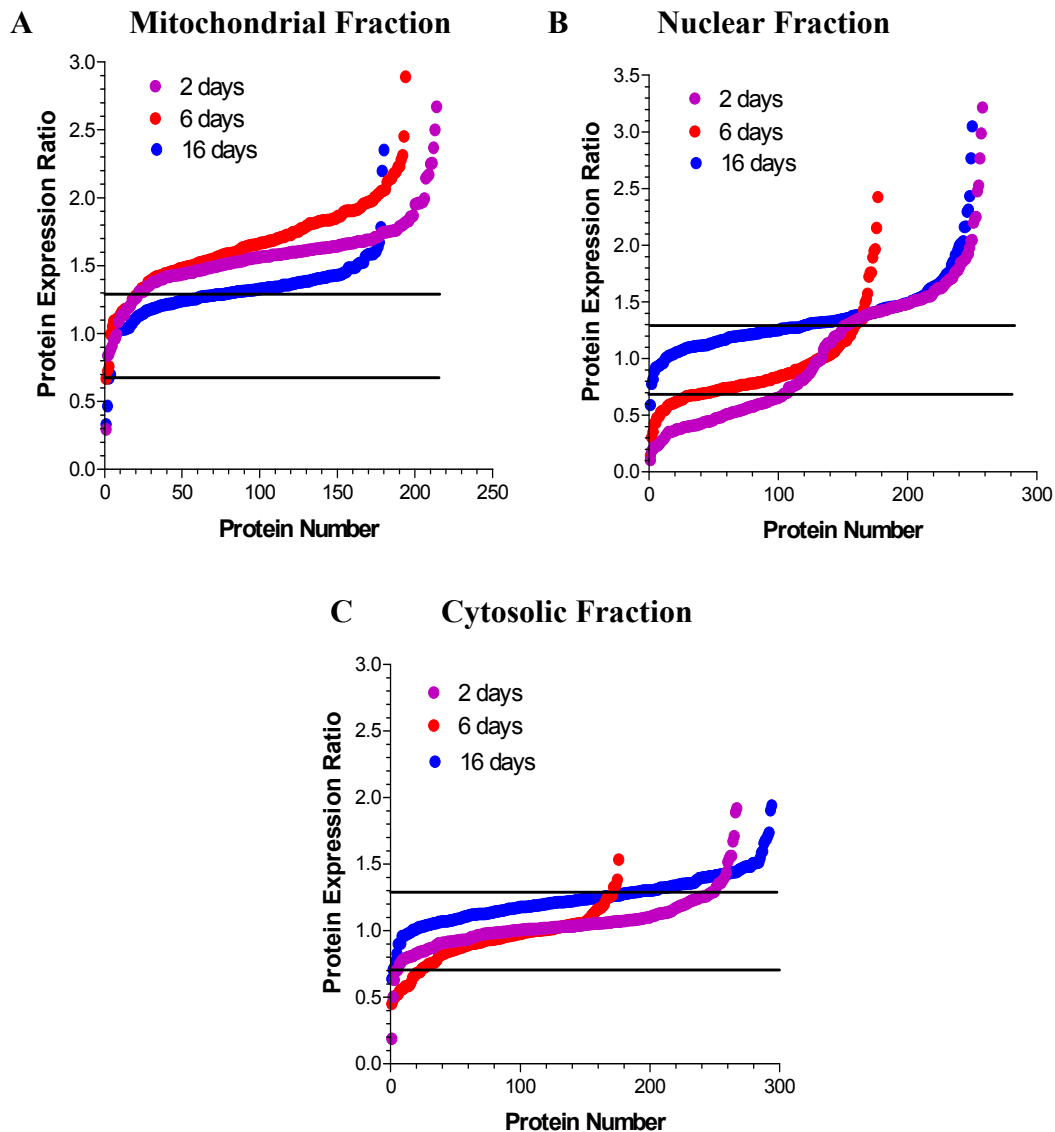 A Mitochondrial Fraction
Protein Expression Ratio
3.0
2.5
2.0
1.5
1.0
0.5
0.0
2 days
6 days
16 days
0 50 100 150 200 250
Protein Number
B Nuclear Fraction
Protein Expression Ratio
3.5
3.0
2.5
2.0
1.5
1.0
0.5
0.0
2 days
6 days
16 days
0 100 200 300
Protein Number
C Cytosolic Fraction
Protein Expression Ratio
3.0
2.5
2.0
1.5
1.0
0.5
0.0
2 days
6 days
16 days
0 100 200 300
Protein Number